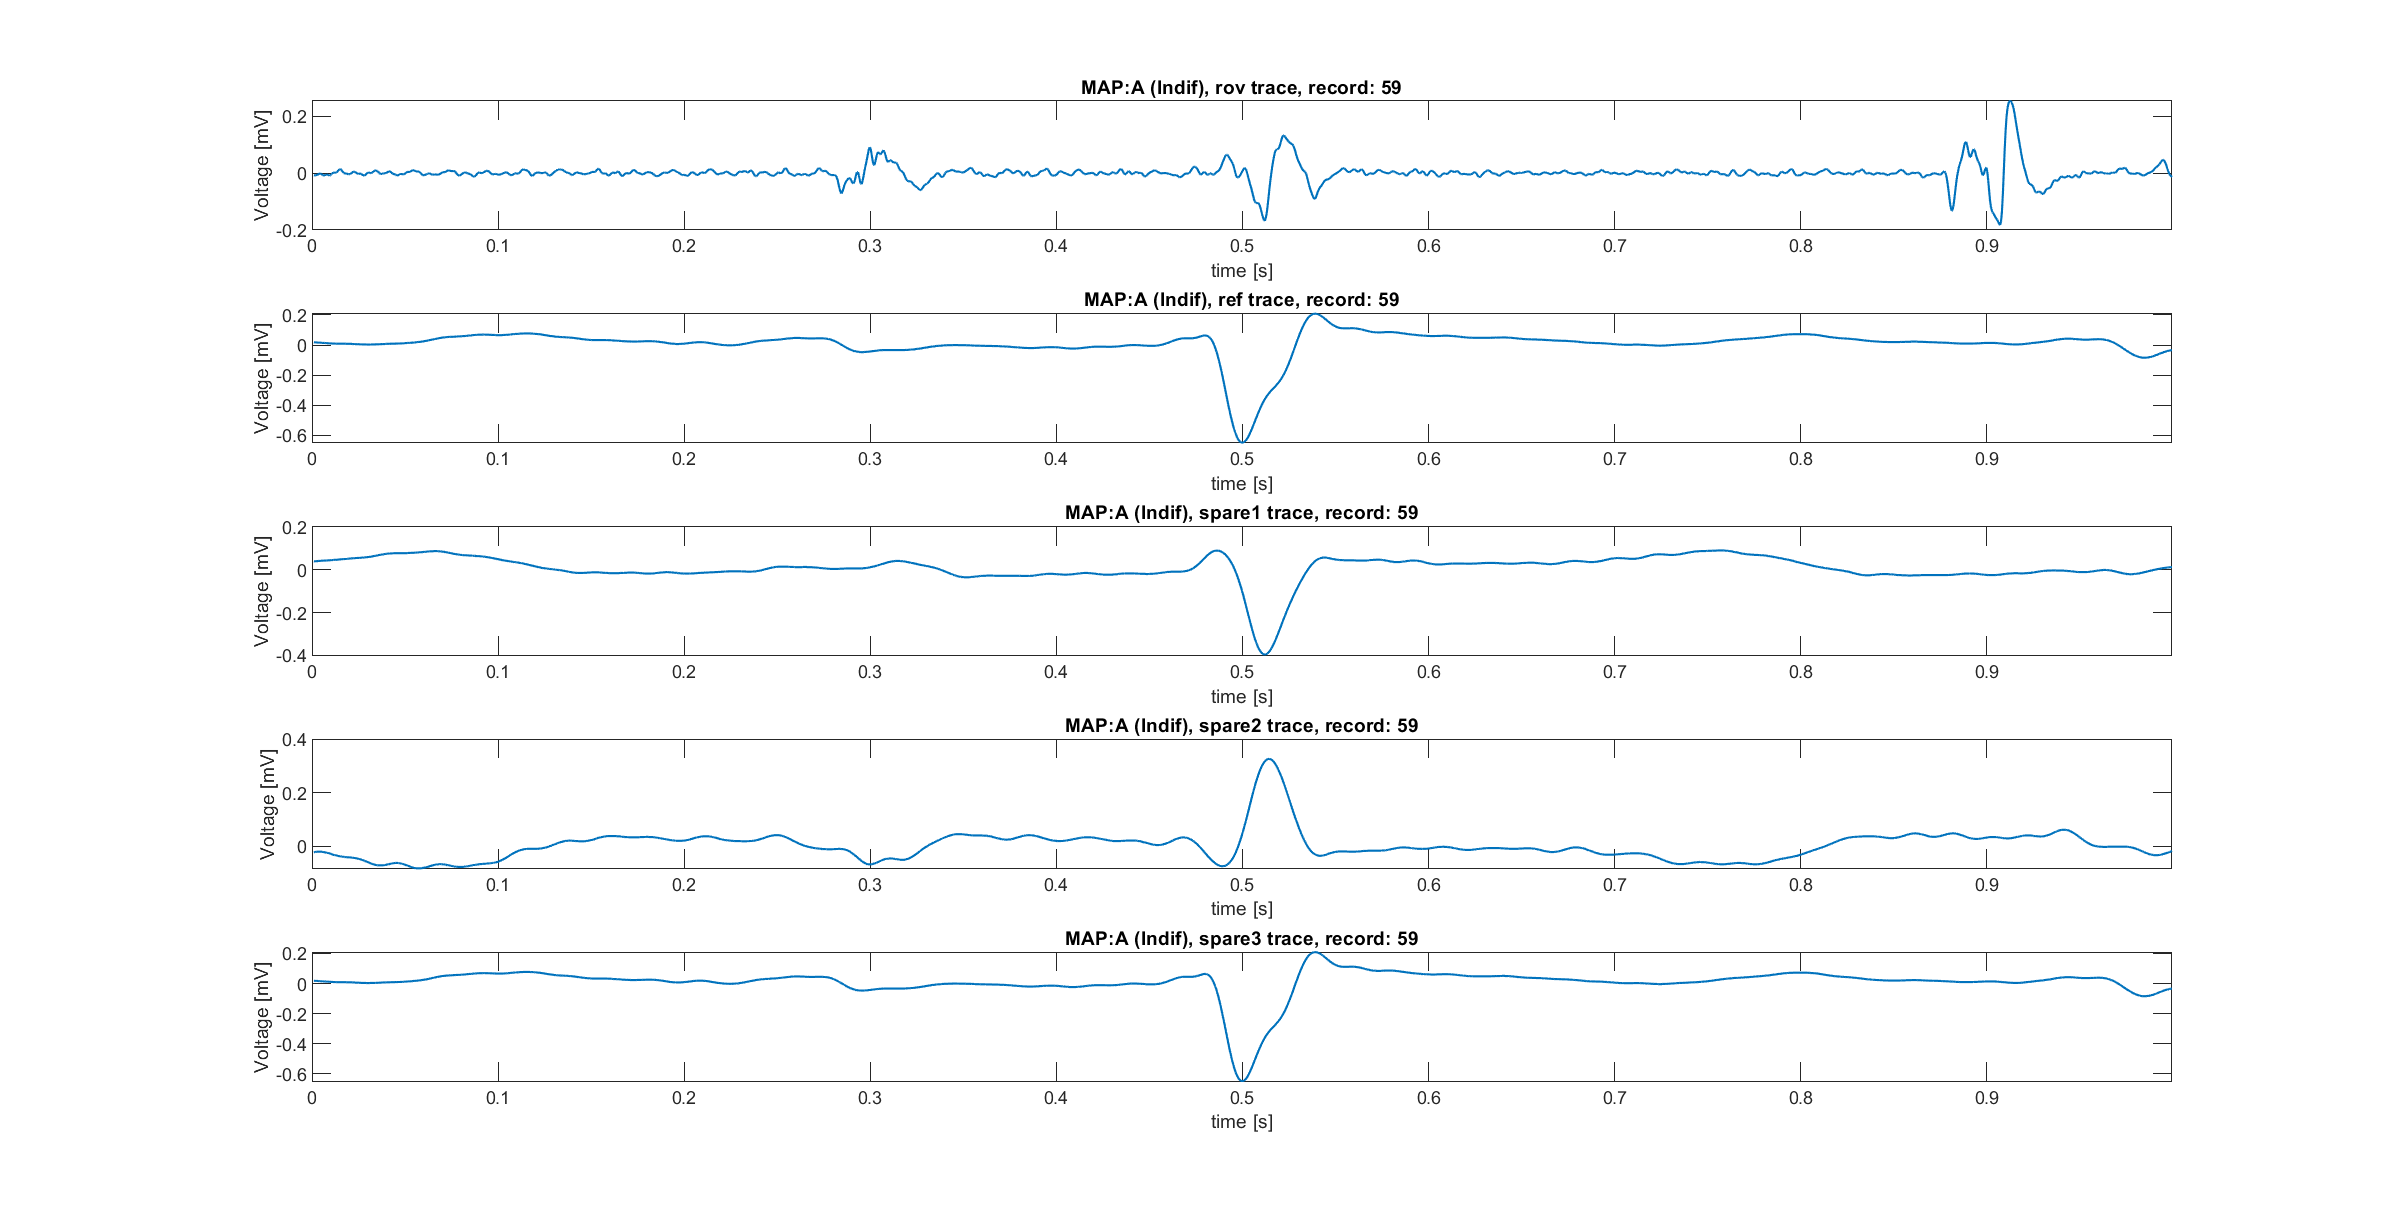 MAP:A (Indif), rov trace, record: 59
Voltage [mV]
0.2
0
-0.2
0 0.1 0.2 0.3 0.4 0.5 0.6 0.7 0.8 0.9
time [s]
MAP:A (Indif), ref trace, record: 59
Voltage [mV]
0.2
0
-0.2
-0.4
-0.6
0 0.1 0.2 0.3 0.4 0.5 0.6 0.7 0.8 0.9
time [s]
MAP:A (Indif), spare1 trace, record: 59
Voltage [mV]
0.2
0
-0.2
-0.4
0 0.1 0.2 0.3 0.4 0.5 0.6 0.7 0.8 0.9
time [s]
MAP:A (Indif), spare2 trace, record: 59
Voltage [mV]
0.4
0.2
0
0 0.1 0.2 0.3 0.4 0.5 0.6 0.7 0.8 0.9
time [s]
MAP:A (Indif), spare3 trace, record: 59
Voltage [mV]
0.2
0
-0.2
-0.4
-0.6
0 0.1 0.2 0.3 0.4 0.5 0.6 0.7 0.8 0.9
time [s]